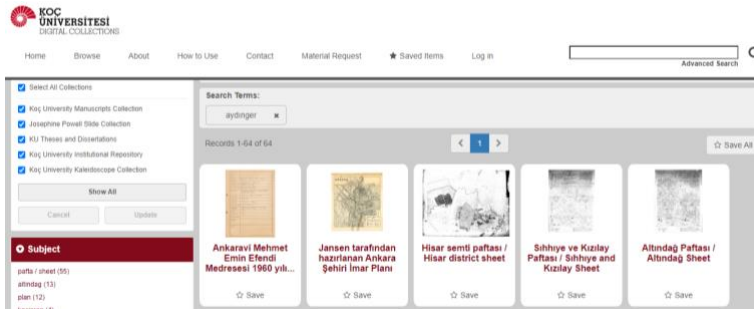 KOÇ
ÜNİVERSİTESİ
DIGITAL COLLECTIONS
Home Browse About How to Use Contact Material Request ★ Saved Items Log in
Advanced Search
Select All Collections
Koç University Manuscripts Collection
Josephine Powell Slide Collection
KU Theses and Dissertations
Koç University Institutional Repository
Koç University Kaleidoscope Collection
Show All
Cancel Update
Subject
pafta / sheet (55)
altındag (13)
plan (12)
Search Terms:
aydinger ×
Records 1-64 of 64
< 1 >
☆ Save All
Ankaravi Mehmet
Emin Efendi
Medresesi 1960 yılı...
☆ Save
Jansen tarafından
hazırlanan Ankara
Şehiri İmar Planı
☆ Save
Hisar semti paftası /
Hisar district sheet
☆ Save
Sıhhıye ve Kızılay
Paftası / Sıhhıye and
Kızılay Sheet
☆ Save
Altındağ Paftası /
Altındağ Sheet
☆ Save